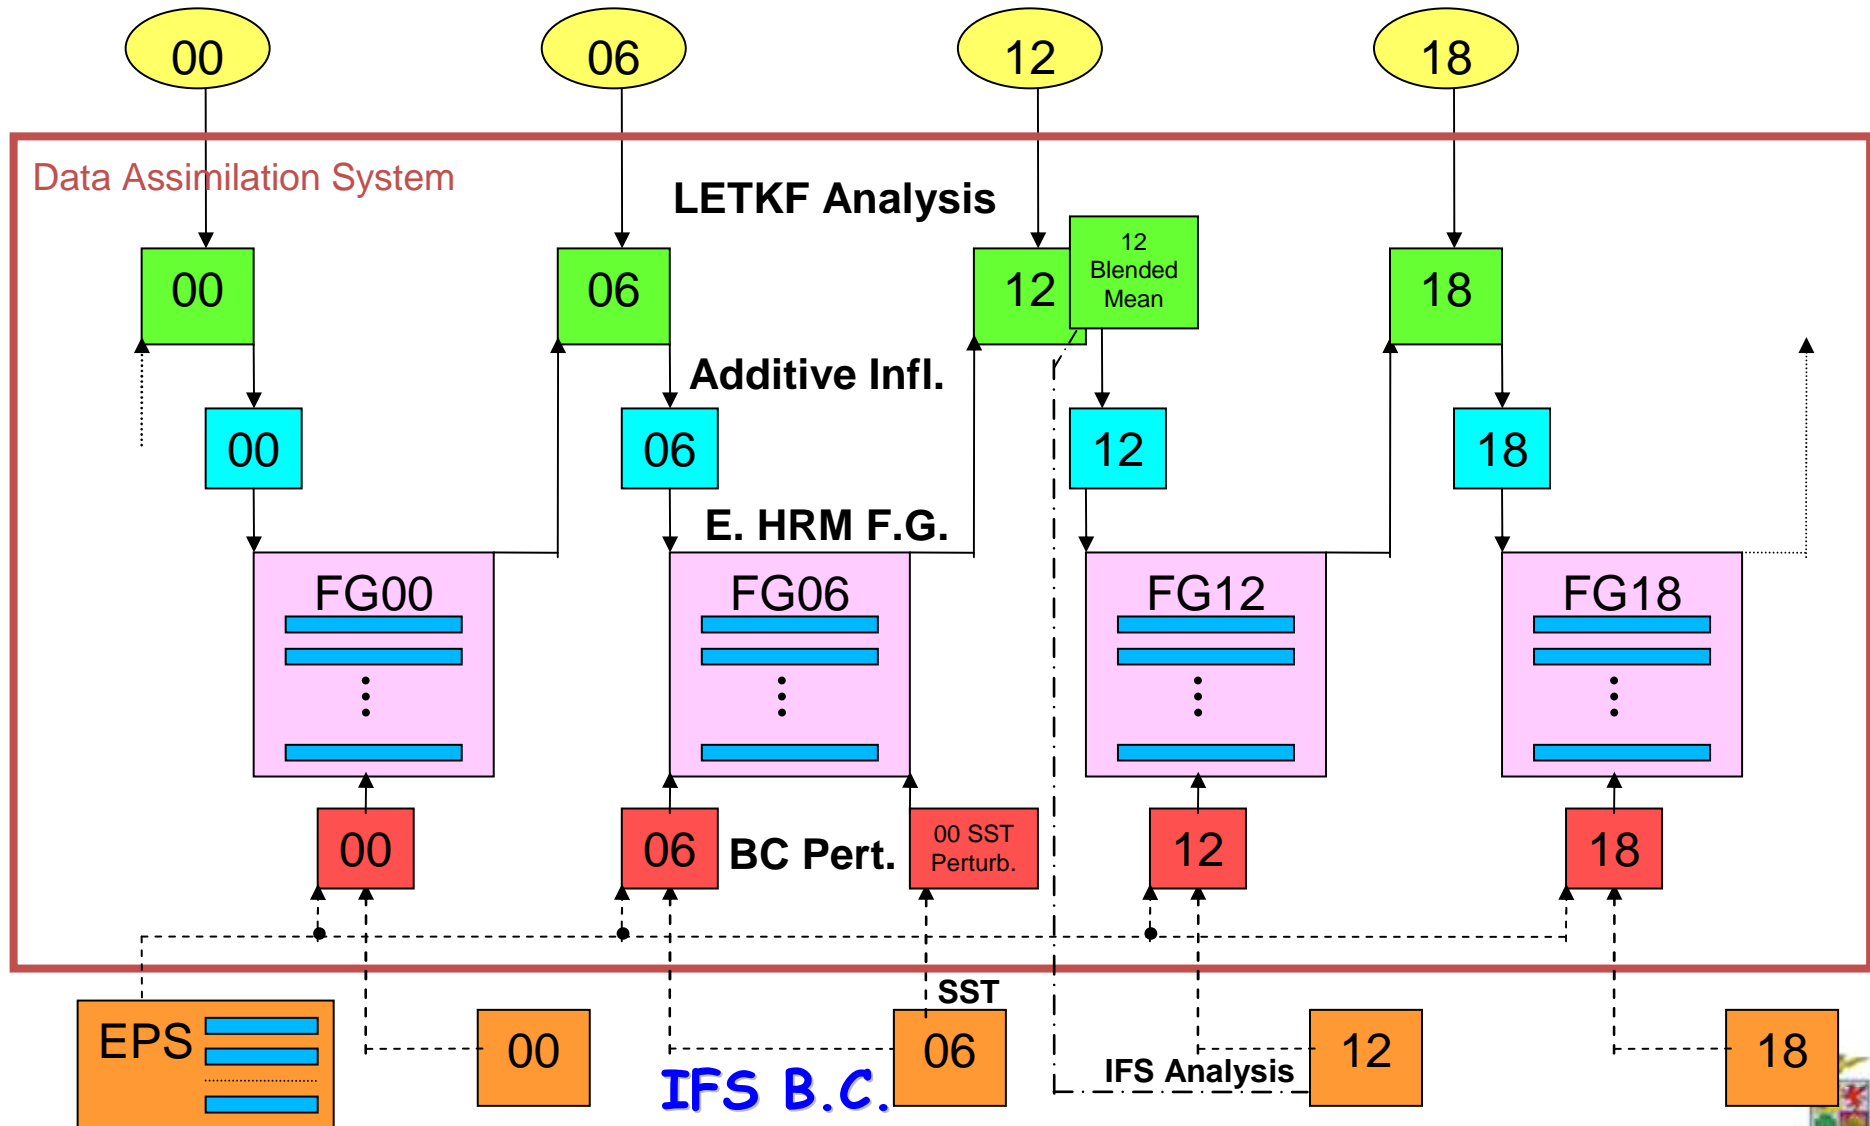 00 06 12 18
Data Assimilation System
LETKF Analysis
00 06 12 18
12
Blended
Mean
Additive Infl.
00 06 12 18
E. HRM F.G.
FG00 FG06 FG12 FG18
00 06 BC Pert. 12 18
00 SST
Perturb.
SST
EPS 00 06 12 18
IFS Analysis
IFS B.C.